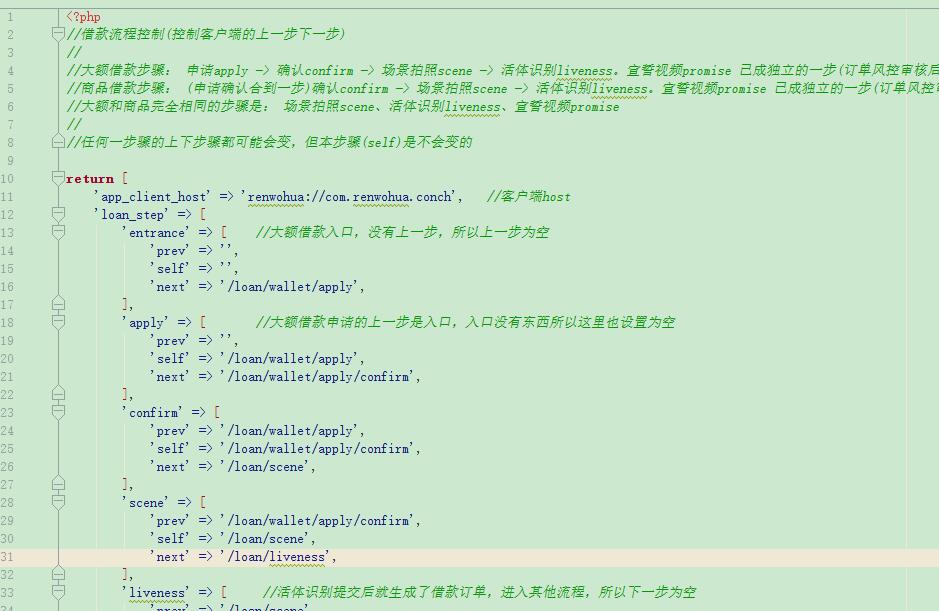 1 <?php
2 //借款流程控制(控制客户端的上一步下一步)
3 //
4 //大额借款步骤： 申请apply -> 确认confirm -> 场景拍照scene -> 活体识别liveness。宣誓视频promise 已成独立的一步(订单风控审核后
5 //商品借款步骤： (申请确认合到一步)确认confirm -> 场景拍照scene -> 活体识别liveness。宣誓视频promise 已成独立的一步(订单风控
6 //大额和商品完全相同的步骤是： 场景拍照scene、活体识别liveness、宣誓视频promise
7 //
8 //任何一步骤的上下步骤都可能会变，但本步骤(self)是不会变的
9
10 return [
11 'app_client_host' => 'renwohua://com.renwohua.conch', //客户端host
12 'loan_step' => [
13 'entrance' => [ //大额借款入口，没有上一步，所以上一步为空
14 'prev' => '',
15 'self' => '',
16 'next' => '/loan/wallet/apply',
17 ],
18 'apply' => [ //大额借款申请的上一步是入口，入口没有东西所以这里也设置为空
19 'prev' => '',
20 'self' => '/loan/wallet/apply',
21 'next' => '/loan/wallet/apply/confirm',
22 ],
23 'confirm' => [
24 'prev' => '/loan/wallet/apply',
25 'self' => '/loan/wallet/apply/confirm',
26 'next' => '/loan/scene',
27 ],
28 'scene' => [
29 'prev' => '/loan/wallet/apply/confirm',
30 'self' => '/loan/scene',
31 'next' => '/loan/liveness',
32 ],
33 'liveness' => [ //活体识别提交后就生成了借款订单，进入其他流程，所以下一步为空
34 'prev' => '/loan/scene'